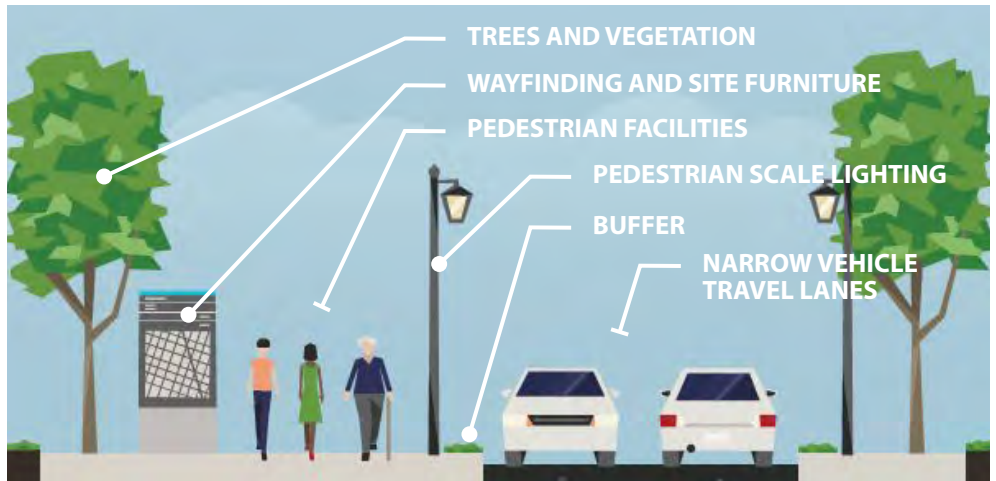 TREES AND VEGETATION
WAYFINDING AND SITE FURNITURE
PEDESTRIAN FACILITIES
PEDESTRIAN SCALE LIGHTING
BUFFER
NARROW VEHICLE
TRAVEL LANES